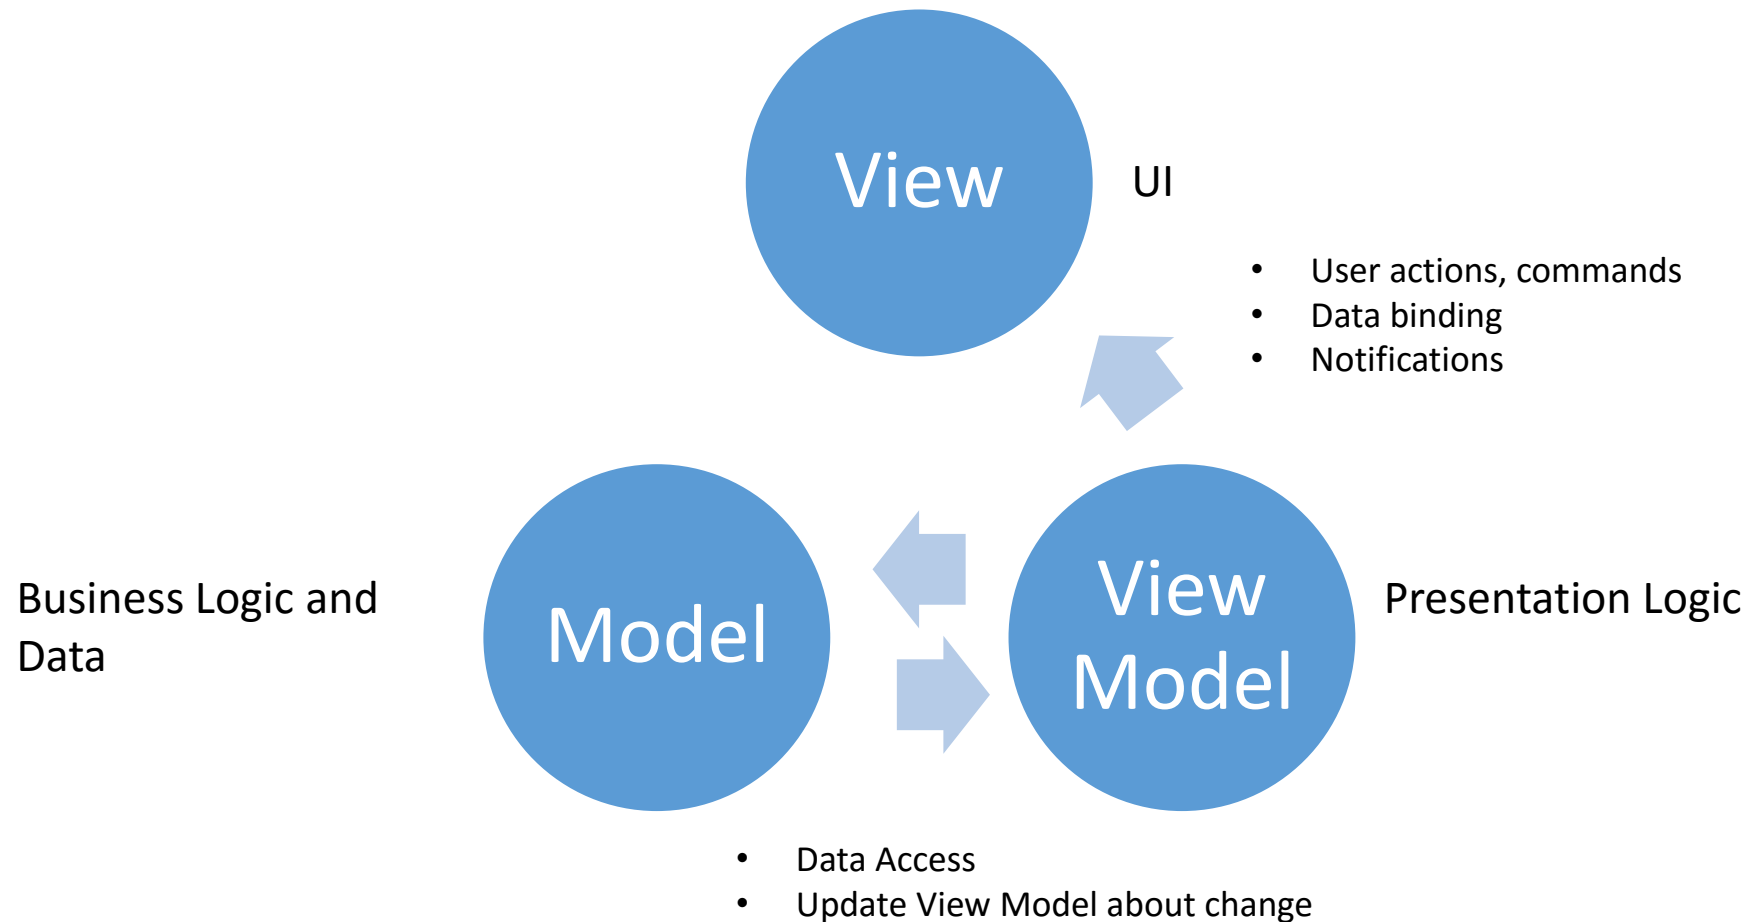 View
UI
• User actions, commands
• Data binding
• Notifications
Business Logic and
Data
Model
View
Model
Presentation Logic
• Data Access
• Update View Model about change